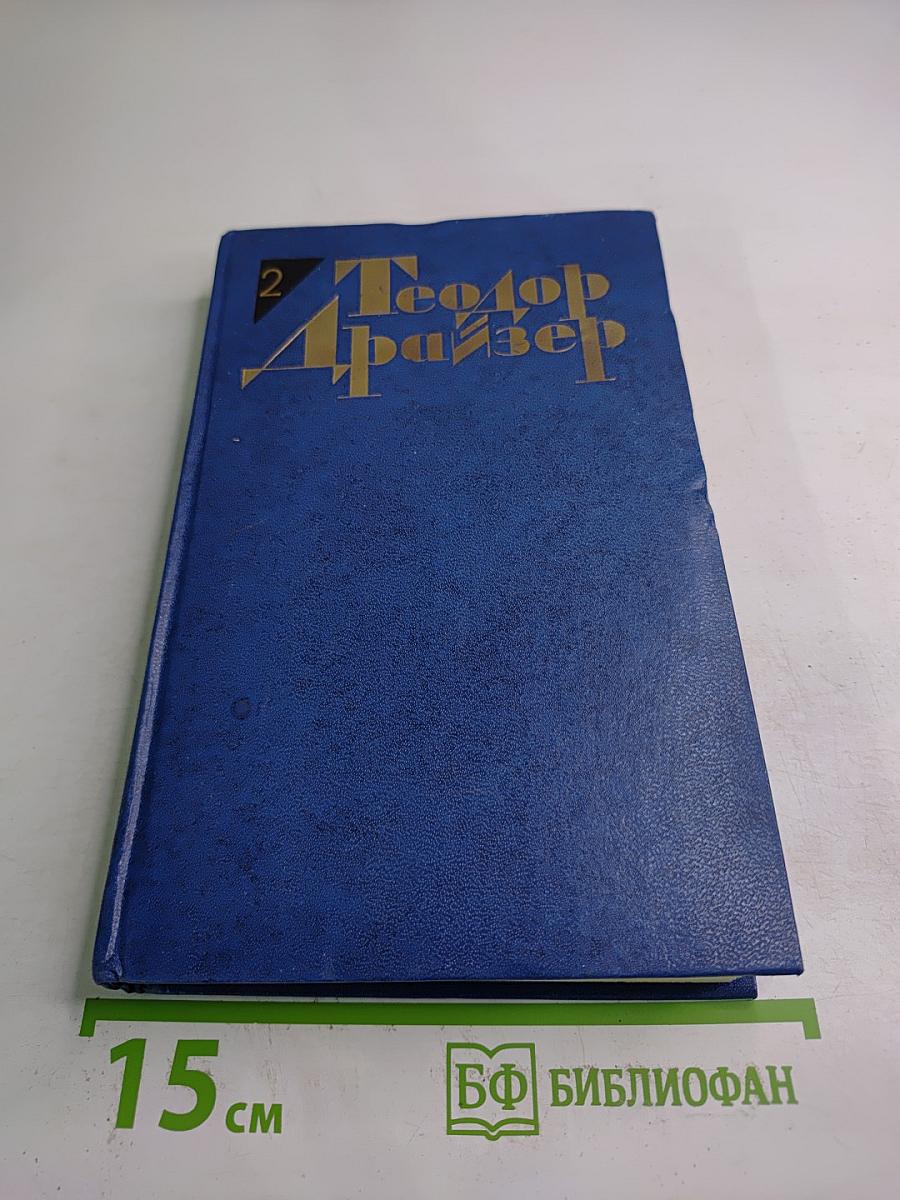 2
Теодор
Драйзер
15 см
БФ БИБЛИОФАН